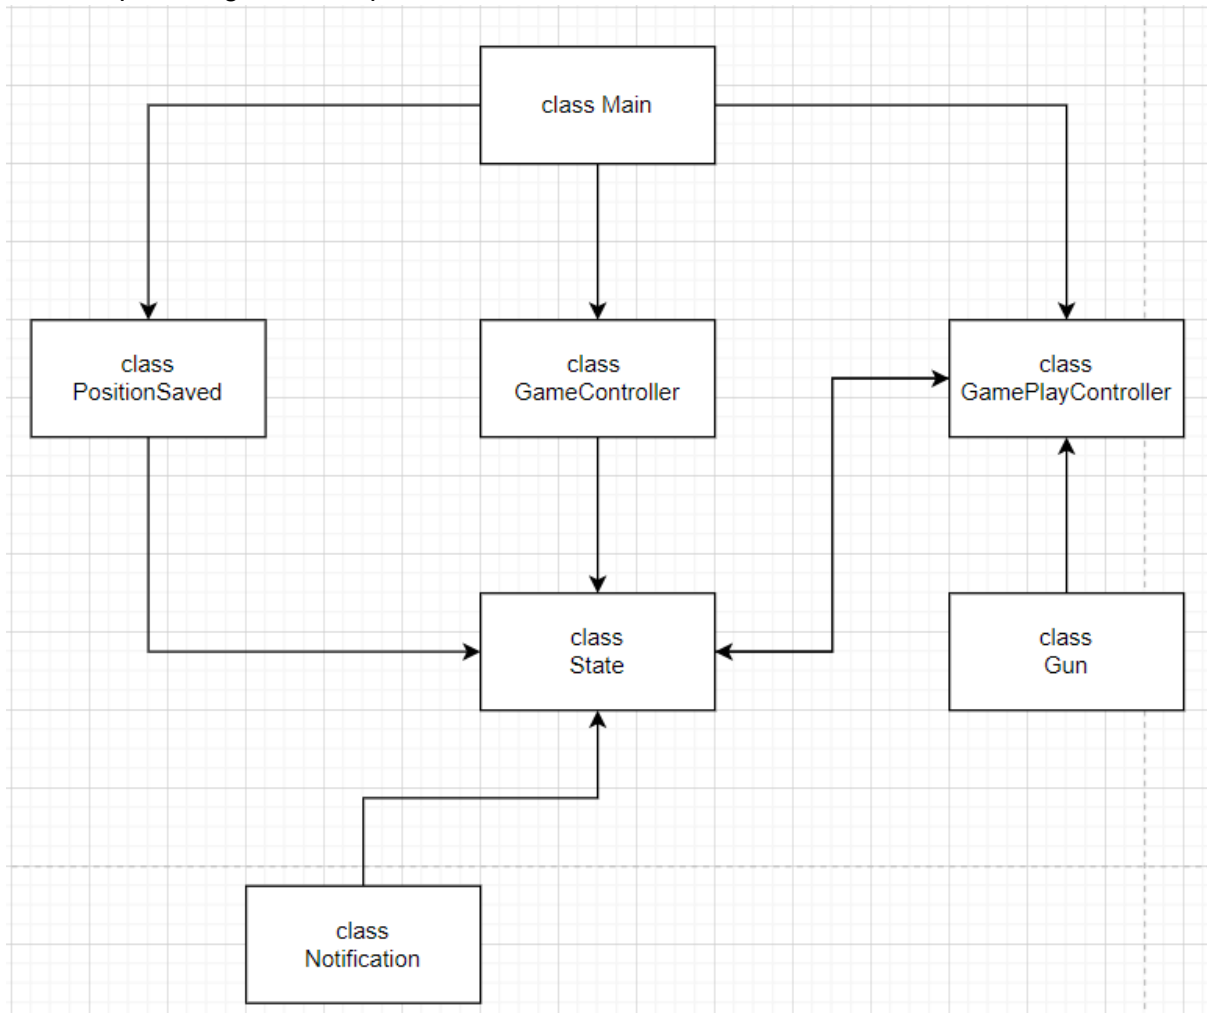 class Main
class
PositionSaved
class
GameController
class
GamePlayController
class
State
class
Gun
class
Notification